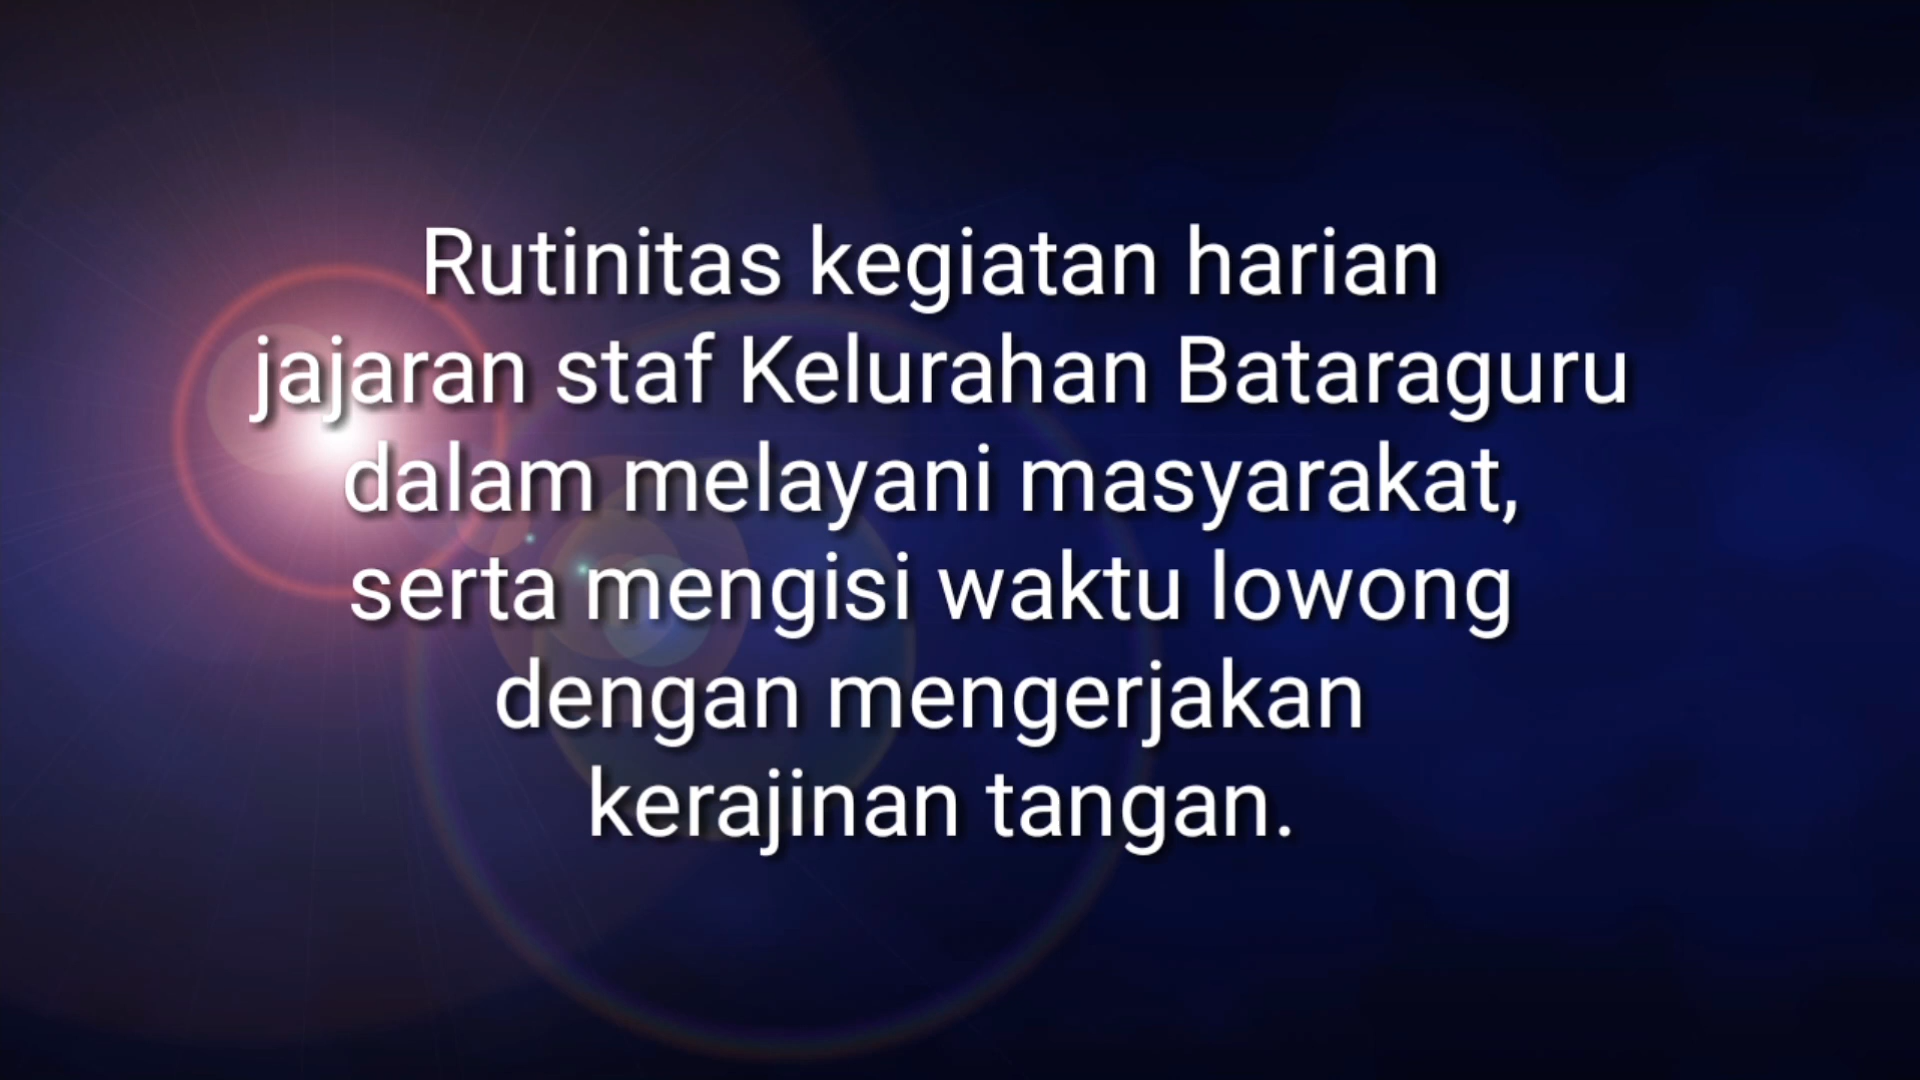 Rutinitas kegiatan harian
jajaran staf Kelurahan Bataraguru
dalam melayani masyarakat,
serta mengisi waktu lowong
dengan mengerjakan
kerajinan tangan.